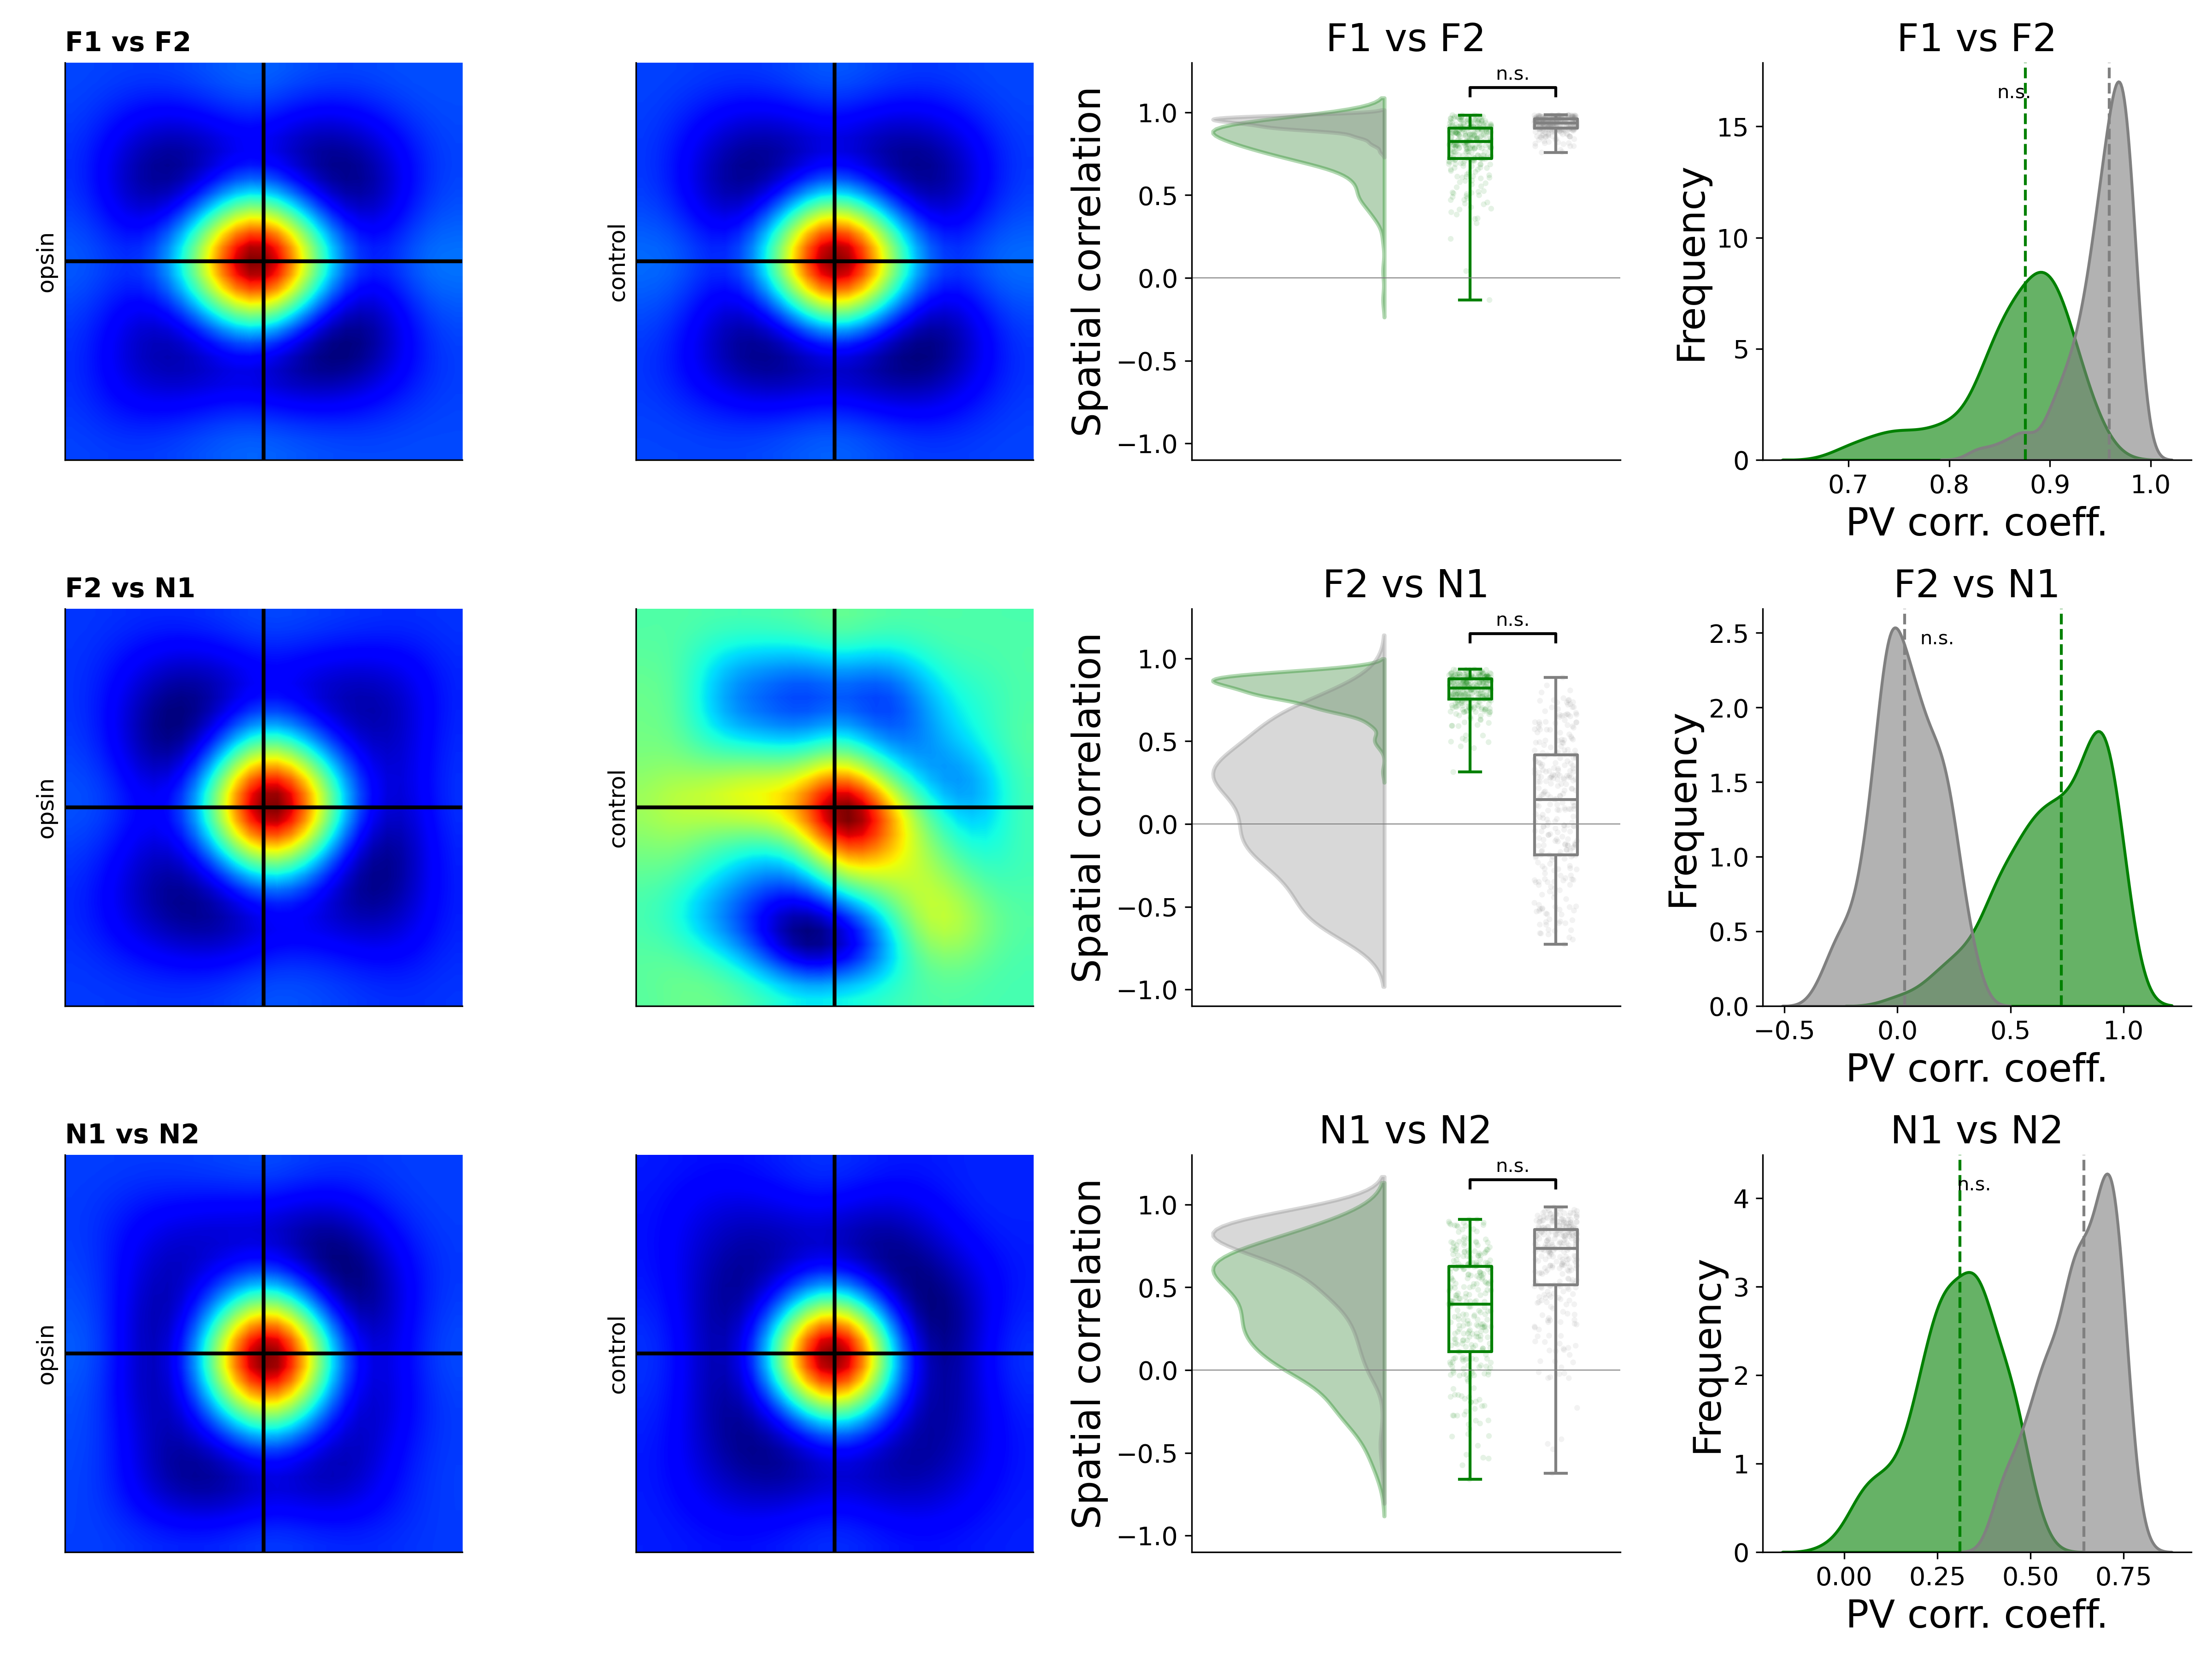 F1 vs F2
opsin
control
F1 vs F2
Spatial correlation
1.0
0.5
0.0
−0.5
−1.0
n.s.
F1 vs F2
Frequency
15
10
5
0
n.s.
0.7 0.8 0.9 1.0
PV corr. coeff.
F2 vs N1
opsin
control
F2 vs N1
Spatial correlation
1.0
0.5
0.0
−0.5
−1.0
n.s.
F2 vs N1
Frequency
2.5
2.0
1.5
1.0
0.5
0.0
n.s.
−0.5 0.0 0.5 1.0
PV corr. coeff.
N1 vs N2
opsin
control
N1 vs N2
Spatial correlation
1.0
0.5
0.0
−0.5
−1.0
n.s.
N1 vs N2
Frequency
4
3
2
1
0
n.s.
0.00 0.25 0.50 0.75
PV corr. coeff.